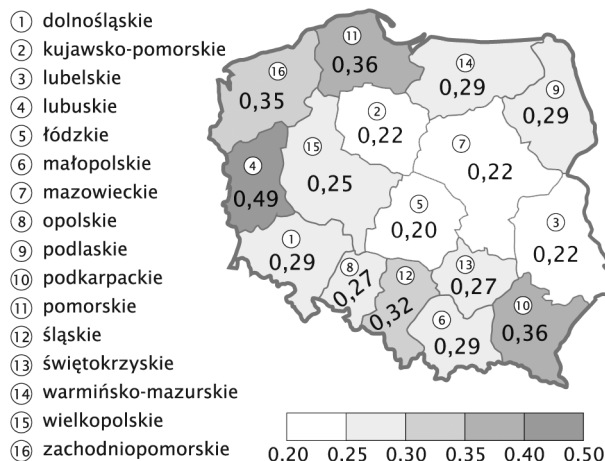 ① dolnośląskie
② kujawsko-pomorskie
③ lubelskie
④ lubuskie
⑤ łódzkie
⑥ małopolskie
⑦ mazowieckie
⑧ opolskie
⑨ podlaskie
⑩ podkarpackie
⑪ pomorskie
⑫ śląskie
⑬ świętokrzyskie
⑭ warmińsko-mazurskie
⑮ wielkopolskie
⑯ zachodniopomorskie
⑪
0,36
⑯
0,35
⑭
0,29
⑨
0,29
②
0,22
⑦
0,22
④
0,49
⑮
0,25
⑤
0,20
③
0,22
①
0,29
⑧
0,27
⑫
0,32
⑬
0,27
⑥
0,29
⑩
0,36
0,20 0,25 0,30 0,35 0,40 0,50